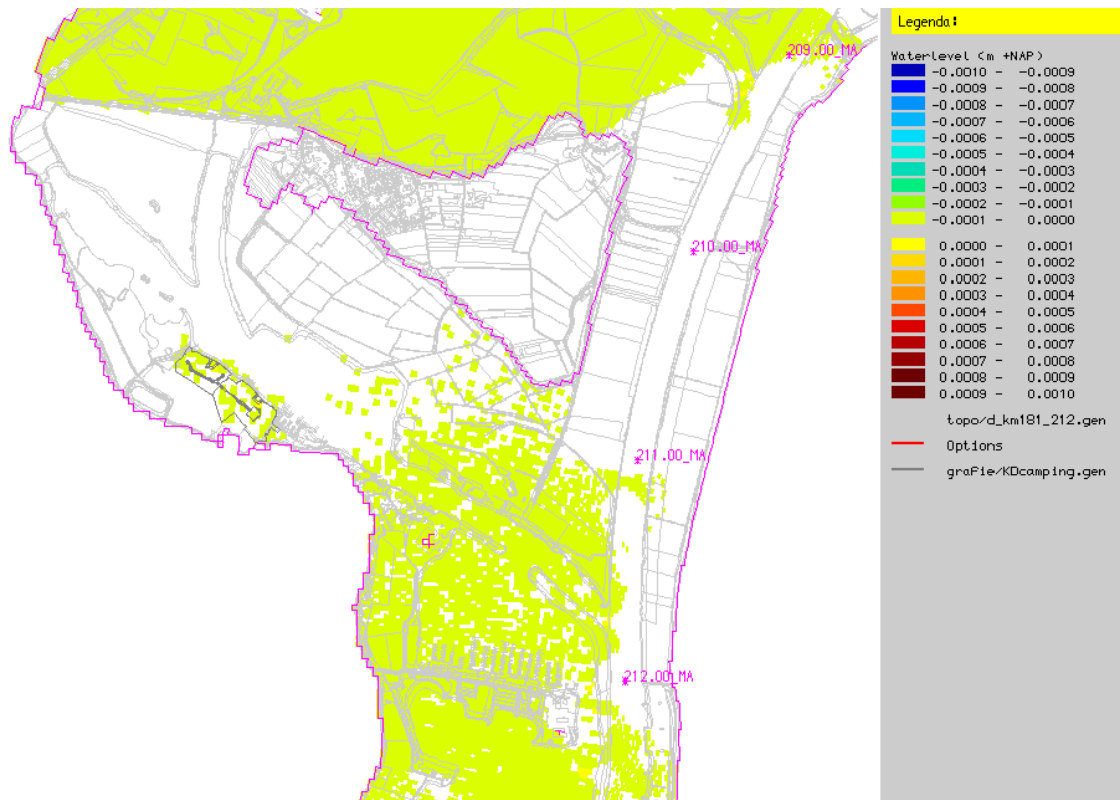 209.00_MA
210.00_MA
211.00_MA
212.00_MA
Legenda:
Waterlevel (m +NAP)
-0.0010 - -0.0009
-0.0009 - -0.0008
-0.0008 - -0.0007
-0.0007 - -0.0006
-0.0006 - -0.0005
-0.0005 - -0.0004
-0.0004 - -0.0003
-0.0003 - -0.0002
-0.0002 - -0.0001
-0.0001 - 0.0000
0.0000 - 0.0001
0.0001 - 0.0002
0.0002 - 0.0003
0.0003 - 0.0004
0.0004 - 0.0005
0.0005 - 0.0006
0.0006 - 0.0007
0.0007 - 0.0008
0.0008 - 0.0009
0.0009 - 0.0010
topo/d_km181_212.gen
Options
grafie/KDcamping.gen